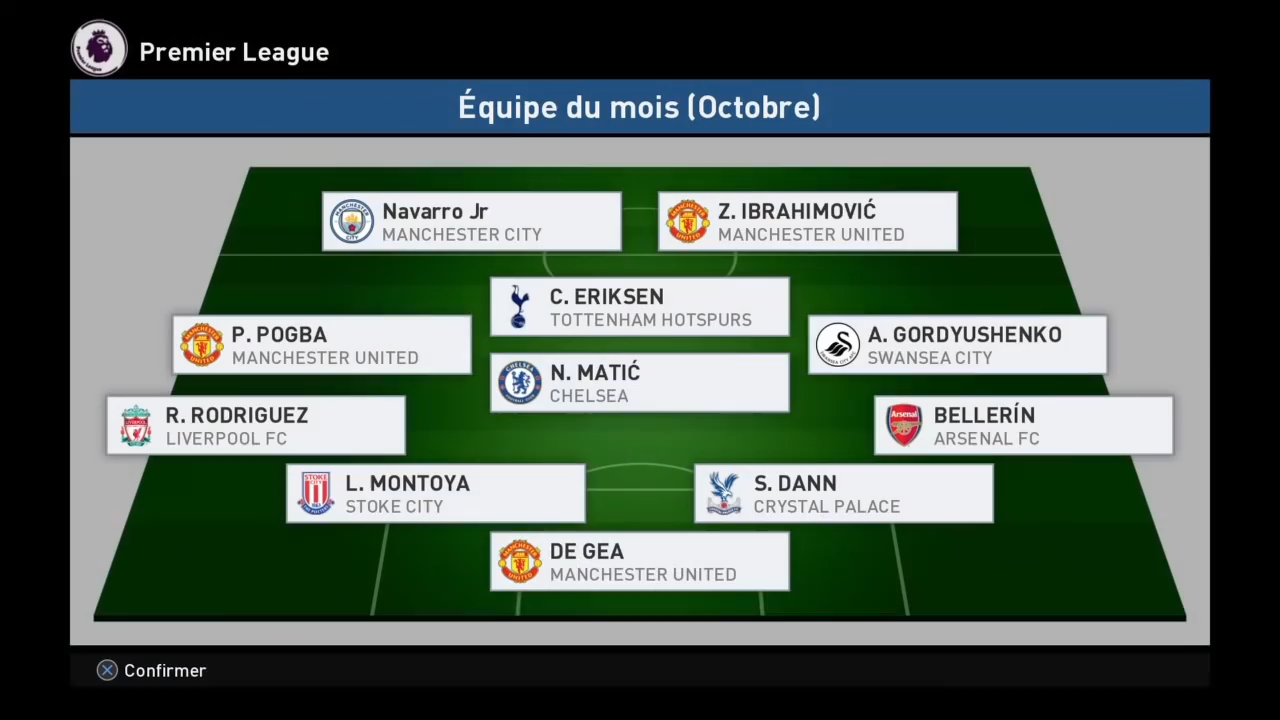 Premier League
Équipe du mois (Octobre)
Navarro Jr
MANCHESTER CITY
Z. IBRAHIMOVIĆ
MANCHESTER UNITED
C. ERIKSEN
TOTTENHAM HOTSPURS
P. POGBA
MANCHESTER UNITED
A. GORDYUSHENKO
SWANSEA CITY
N. MATIĆ
CHELSEA
R. RODRIGUEZ
LIVERPOOL FC
BELLERÍN
ARSENAL FC
L. MONTOYA
STOKE CITY
S. DANN
CRYSTAL PALACE
DE GEA
MANCHESTER UNITED
Confirmer